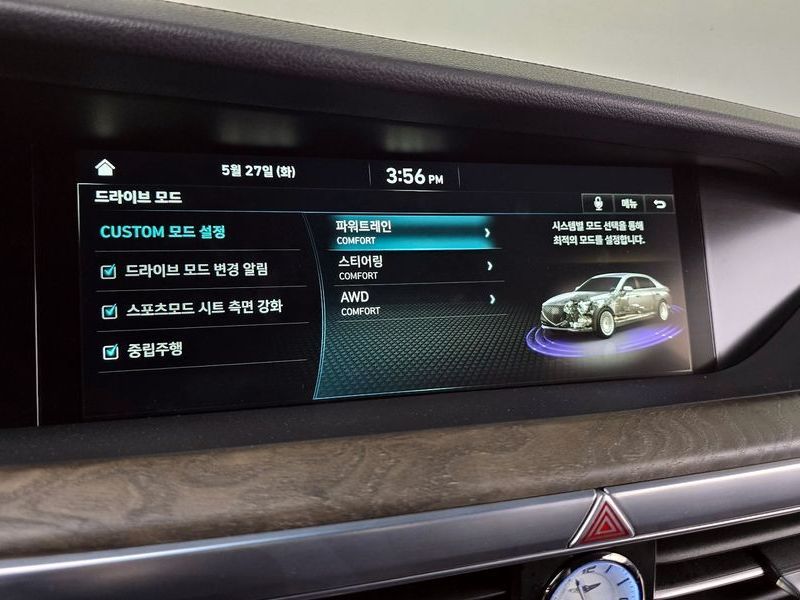 5월 27일 (화)
3:56 PM
드라이브 모드
메뉴
CUSTOM 모드 설정
드라이브 모드 변경 알림
스포츠모드 시트 측면 강화
중립주행
파워트레인
COMFORT
스티어링
COMFORT
AWD
COMFORT
시스템별 모드 선택을 통해
최적의 모드를 설정합니다.